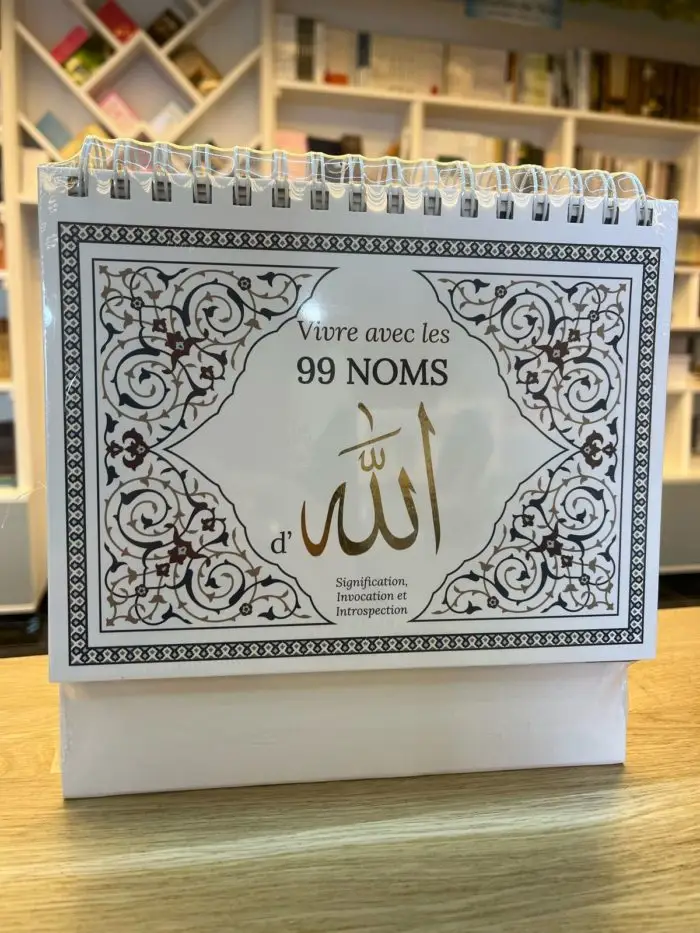 Vivre avec les
99 NOMS
d'الله
Signification,
Invocation et
Introspection